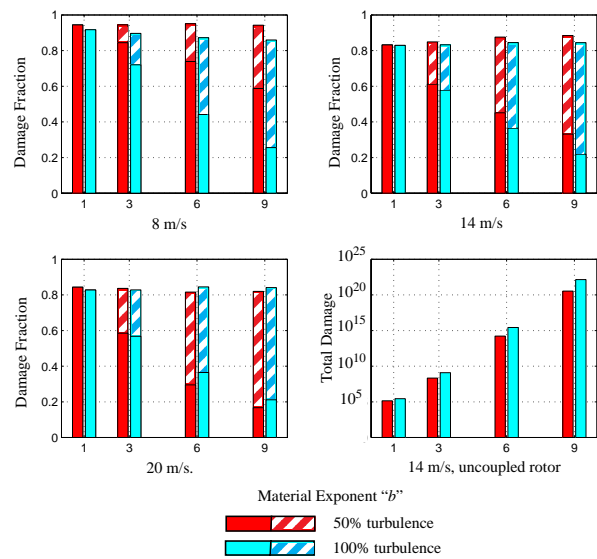 1
0.8
0.6
0.4
0.2
0
Damage Fraction
1 3 6 9
8 m/s
1
0.8
0.6
0.4
0.2
0
Damage Fraction
1 3 6 9
14 m/s
1
0.8
0.6
0.4
0.2
0
Damage Fraction
1 3 6 9
20 m/s.
10^25
10^20
10^15
10^10
10^5
Total Damage
1 3 6 9
14 m/s, uncoupled rotor
Material Exponent “b”
50% turbulence
100% turbulence